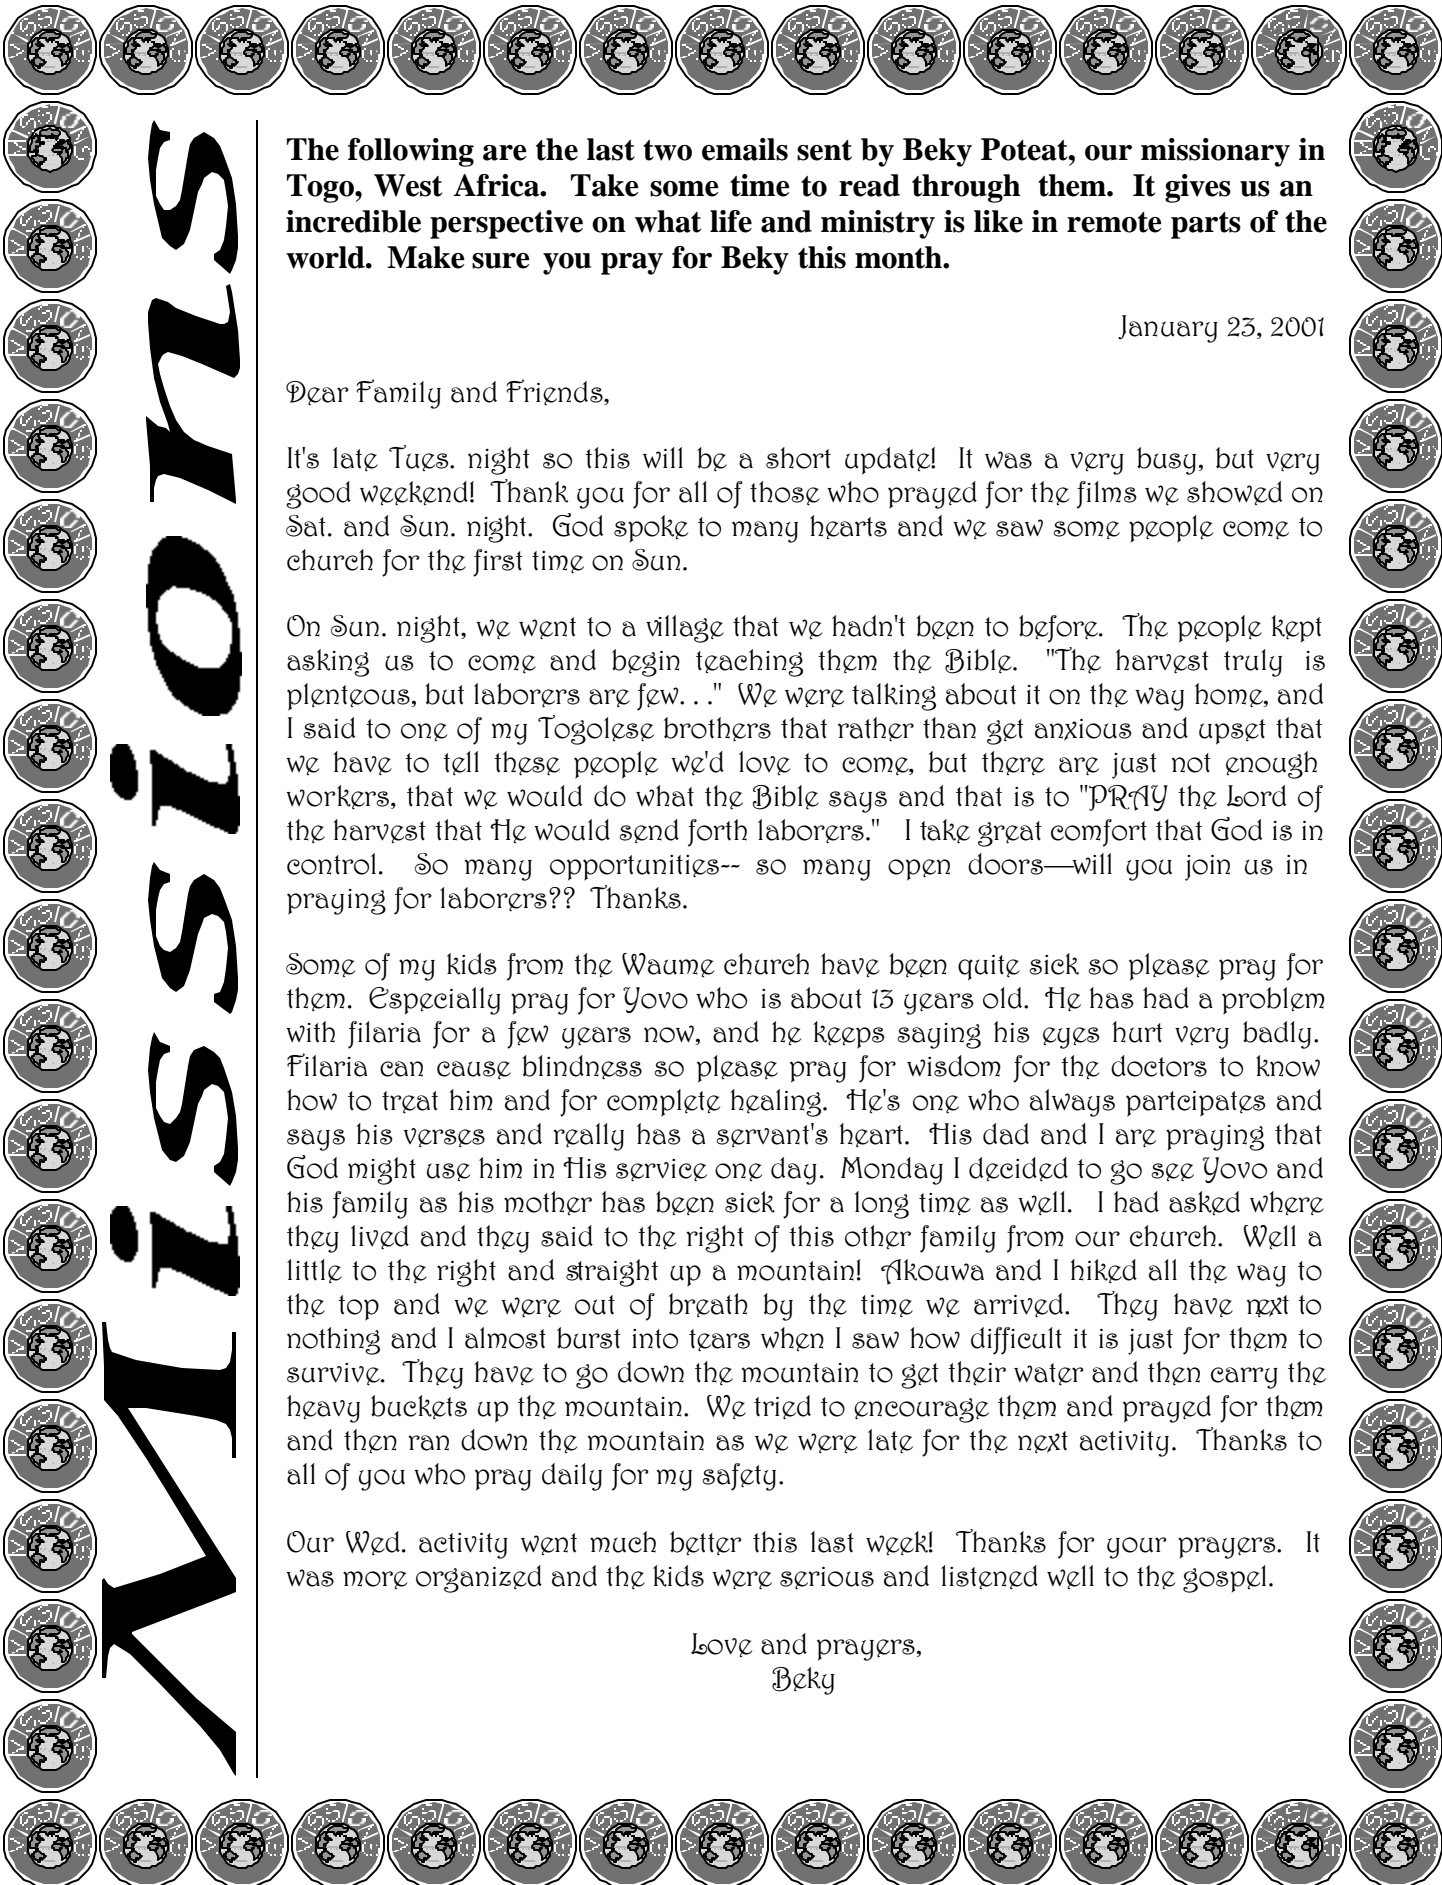 Missions
The following are the last two emails sent by Beky Poteat, our missionary in
Togo, West Africa.  Take some time to read through  them.  It gives us an
incredible perspective on what life and ministry is like in remote parts of the
world.  Make sure  you pray for Beky this month.
January 23, 2001
Dear Family and Friends,
It's late Tues. night so this will be a short update!  It was a very busy, but very
good weekend!  Thank you for all of those who prayed for the films we showed on
Sat. and Sun. night.  God spoke to many hearts and we saw some people come to
church for the first time on Sun.
On Sun. night, we went to a village that we hadn't been to before.  The people kept
asking us to come and begin teaching them the Bible.  "The harvest truly  is
plenteous, but laborers are few. . ."  We were talking about it on the way home, and
I said to one of my Togolese brothers that rather than get anxious and upset that
we have to tell these people we'd love to come, but there are just not enough
workers, that we would do what the Bible says and that is to "PRAY the Lord of
the harvest that He would send forth laborers."   I take great comfort that God is in
control.   So many opportunities-- so many open doors—will you join us in
praying for laborers??  Thanks.
Some of my kids from the Waume church have been quite sick so please pray for
them.  Especially pray for Yovo who is about 13 years old.  He has had a problem
with filaria for a few years now, and he keeps saying his eyes hurt very badly.
Filaria can cause blindness so please pray for wisdom for the doctors to know
how to treat him and for complete healing.  He's one who always partcipates and
says his verses and really has a servant's heart.  His dad and I are praying that
God might use him in His service one day.  Monday I decided to go see Yovo and
his family as his mother has been sick for a long time as well.   I had asked where
they lived and they said to the right of this other family from our church.  Well a
little to the right and straight up a mountain!  Akouwa and I hiked all the way to
the top and we were out of breath by the time we arrived.   They have next to
nothing and I almost burst into tears when I saw how difficult it is just for them to
survive.  They have to go down the mountain to get their water and then carry the
heavy buckets up the mountain.  We tried to encourage them and prayed for them
and then ran down the mountain as we were late for the next activity.  Thanks to
all of you who pray daily for my safety.
Our Wed. activity went much better this last week!  Thanks for your prayers.  It
was more organized and the kids were serious and listened well to the gospel.
Love and prayers,
Beky